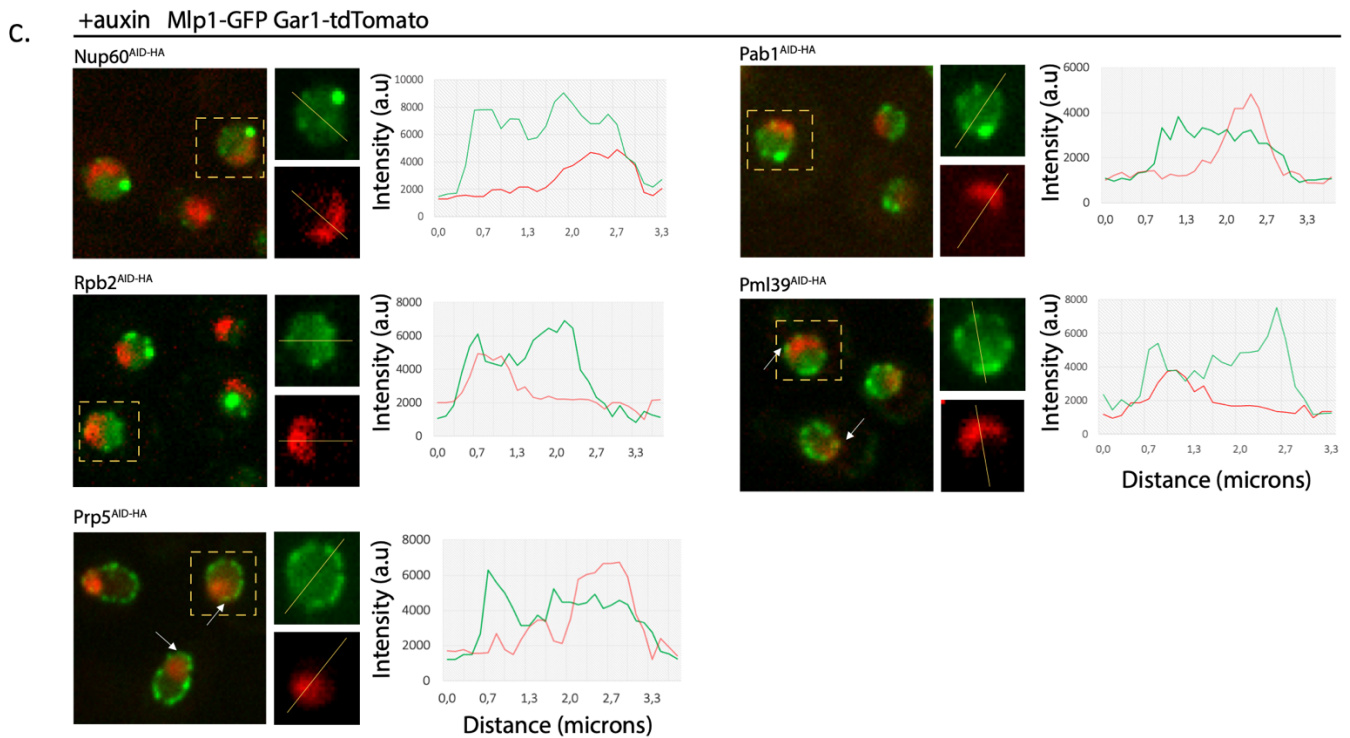 C.
+auxin Mlp1-GFP Gar1-tdTomato
Nup60AID-HA
Intensity (a.u)
10000
8000
6000
4000
2000
0
0,0 0,7 1,3 2,0 2,7 3,3
Pab1AID-HA
Intensity (a.u)
6000
4000
2000
0
0,0 0,7 1,3 2,0 2,7 3,3
Rpb2AID-HA
Intensity (a.u)
8000
6000
4000
2000
0
0,0 0,7 1,3 2,0 2,7 3,3
Pml39AID-HA
Intensity (a.u)
8000
6000
4000
2000
0
0,0 0,7 1,3 2,0 2,7 3,3
Distance (microns)
Prp5AID-HA
Intensity (a.u)
8000
6000
4000
2000
0
0,0 0,7 1,3 2,0 2,7 3,3
Distance (microns)